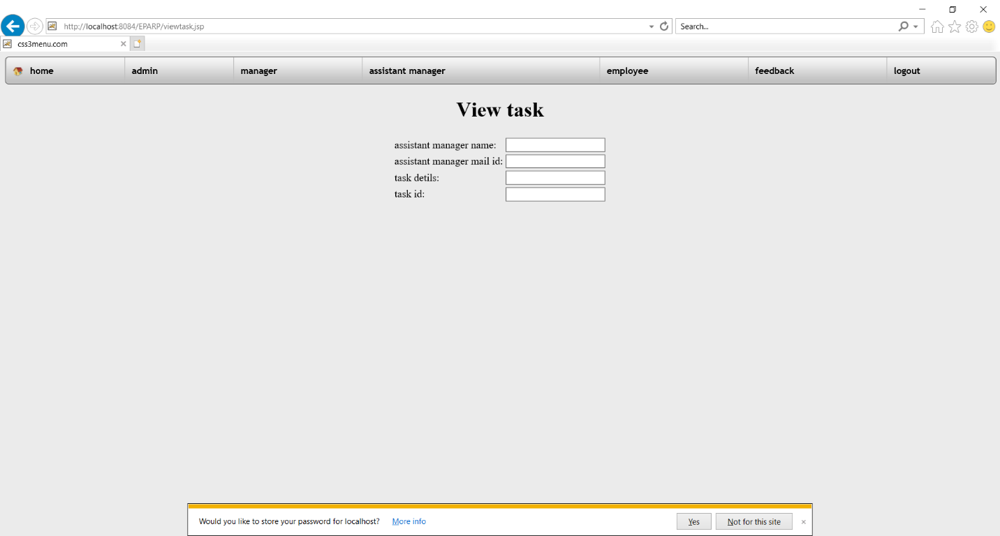 http://localhost:8084/EPARP/viewtask.jsp
Search...
css3menu.com
home admin manager assistant manager employee feedback logout
View task
assistant manager name:
assistant manager mail id:
task detils:
task id:
Would you like to store your password for localhost? More info Yes Not for this site